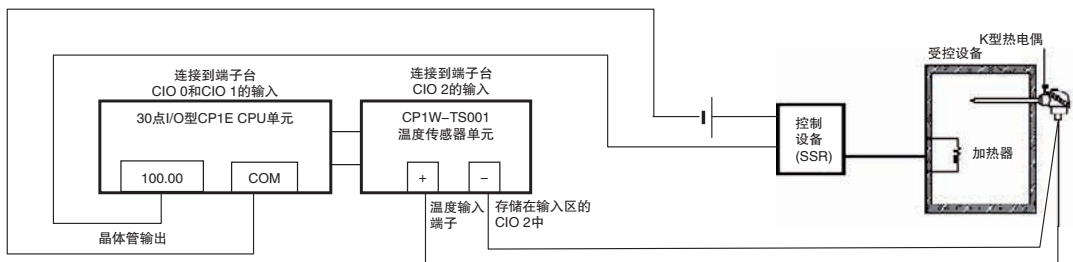 K型热电偶
受控设备
连接到端子台
CIO 0和CIO 1的输入
连接到端子台
CIO 2的输入
30点I/O型CP1E CPU单元
CP1W-TS001
温度传感器单元
控制
设备
(SSR)
加热器
100.00
COM
+
−
温度输入
端子
存储在输入区的
CIO 2中
晶体管输出